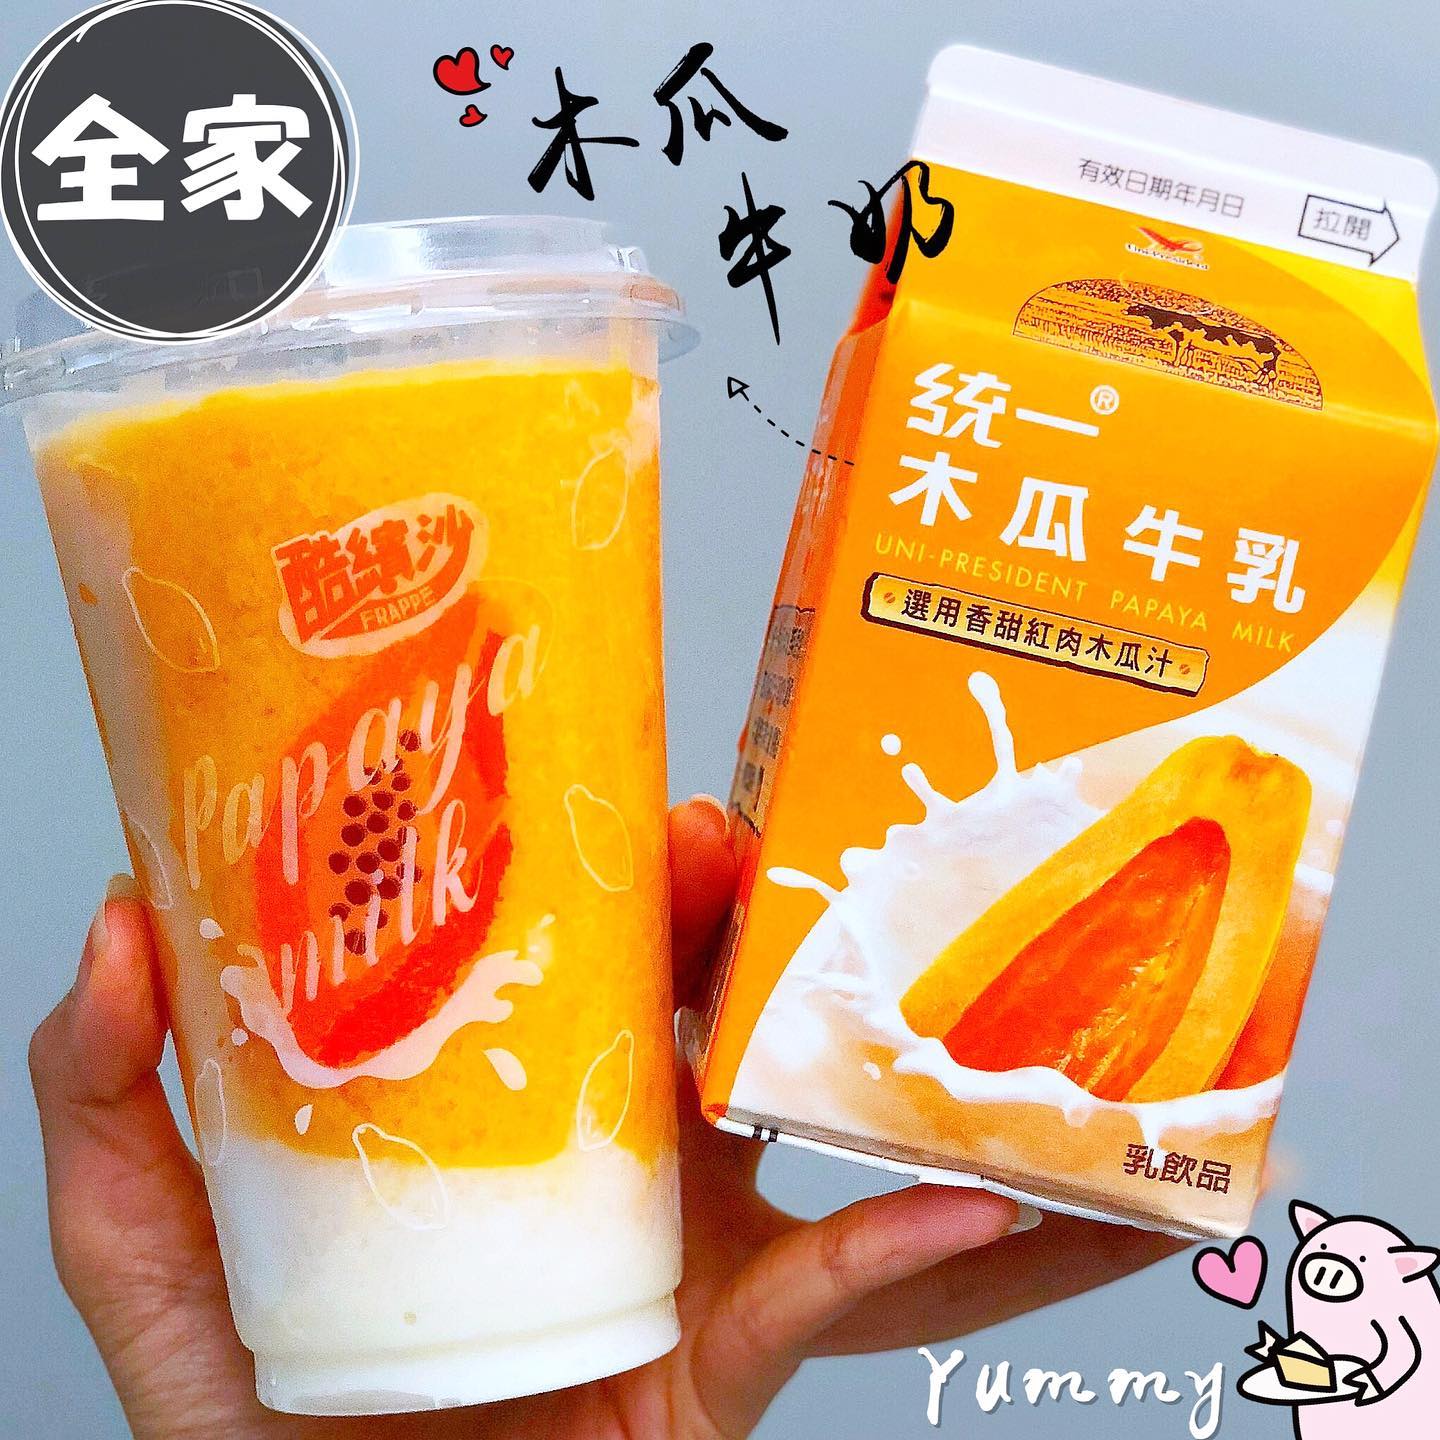 全家
木瓜
牛奶
有效日期年月日
拉開
Uni-President
統一®
木瓜牛乳
UNI-PRESIDENT PAPAYA MILK
選用香甜紅肉木瓜汁
酷繽沙
FRAPPE
Papaya
milk
乳飲品
Yummy